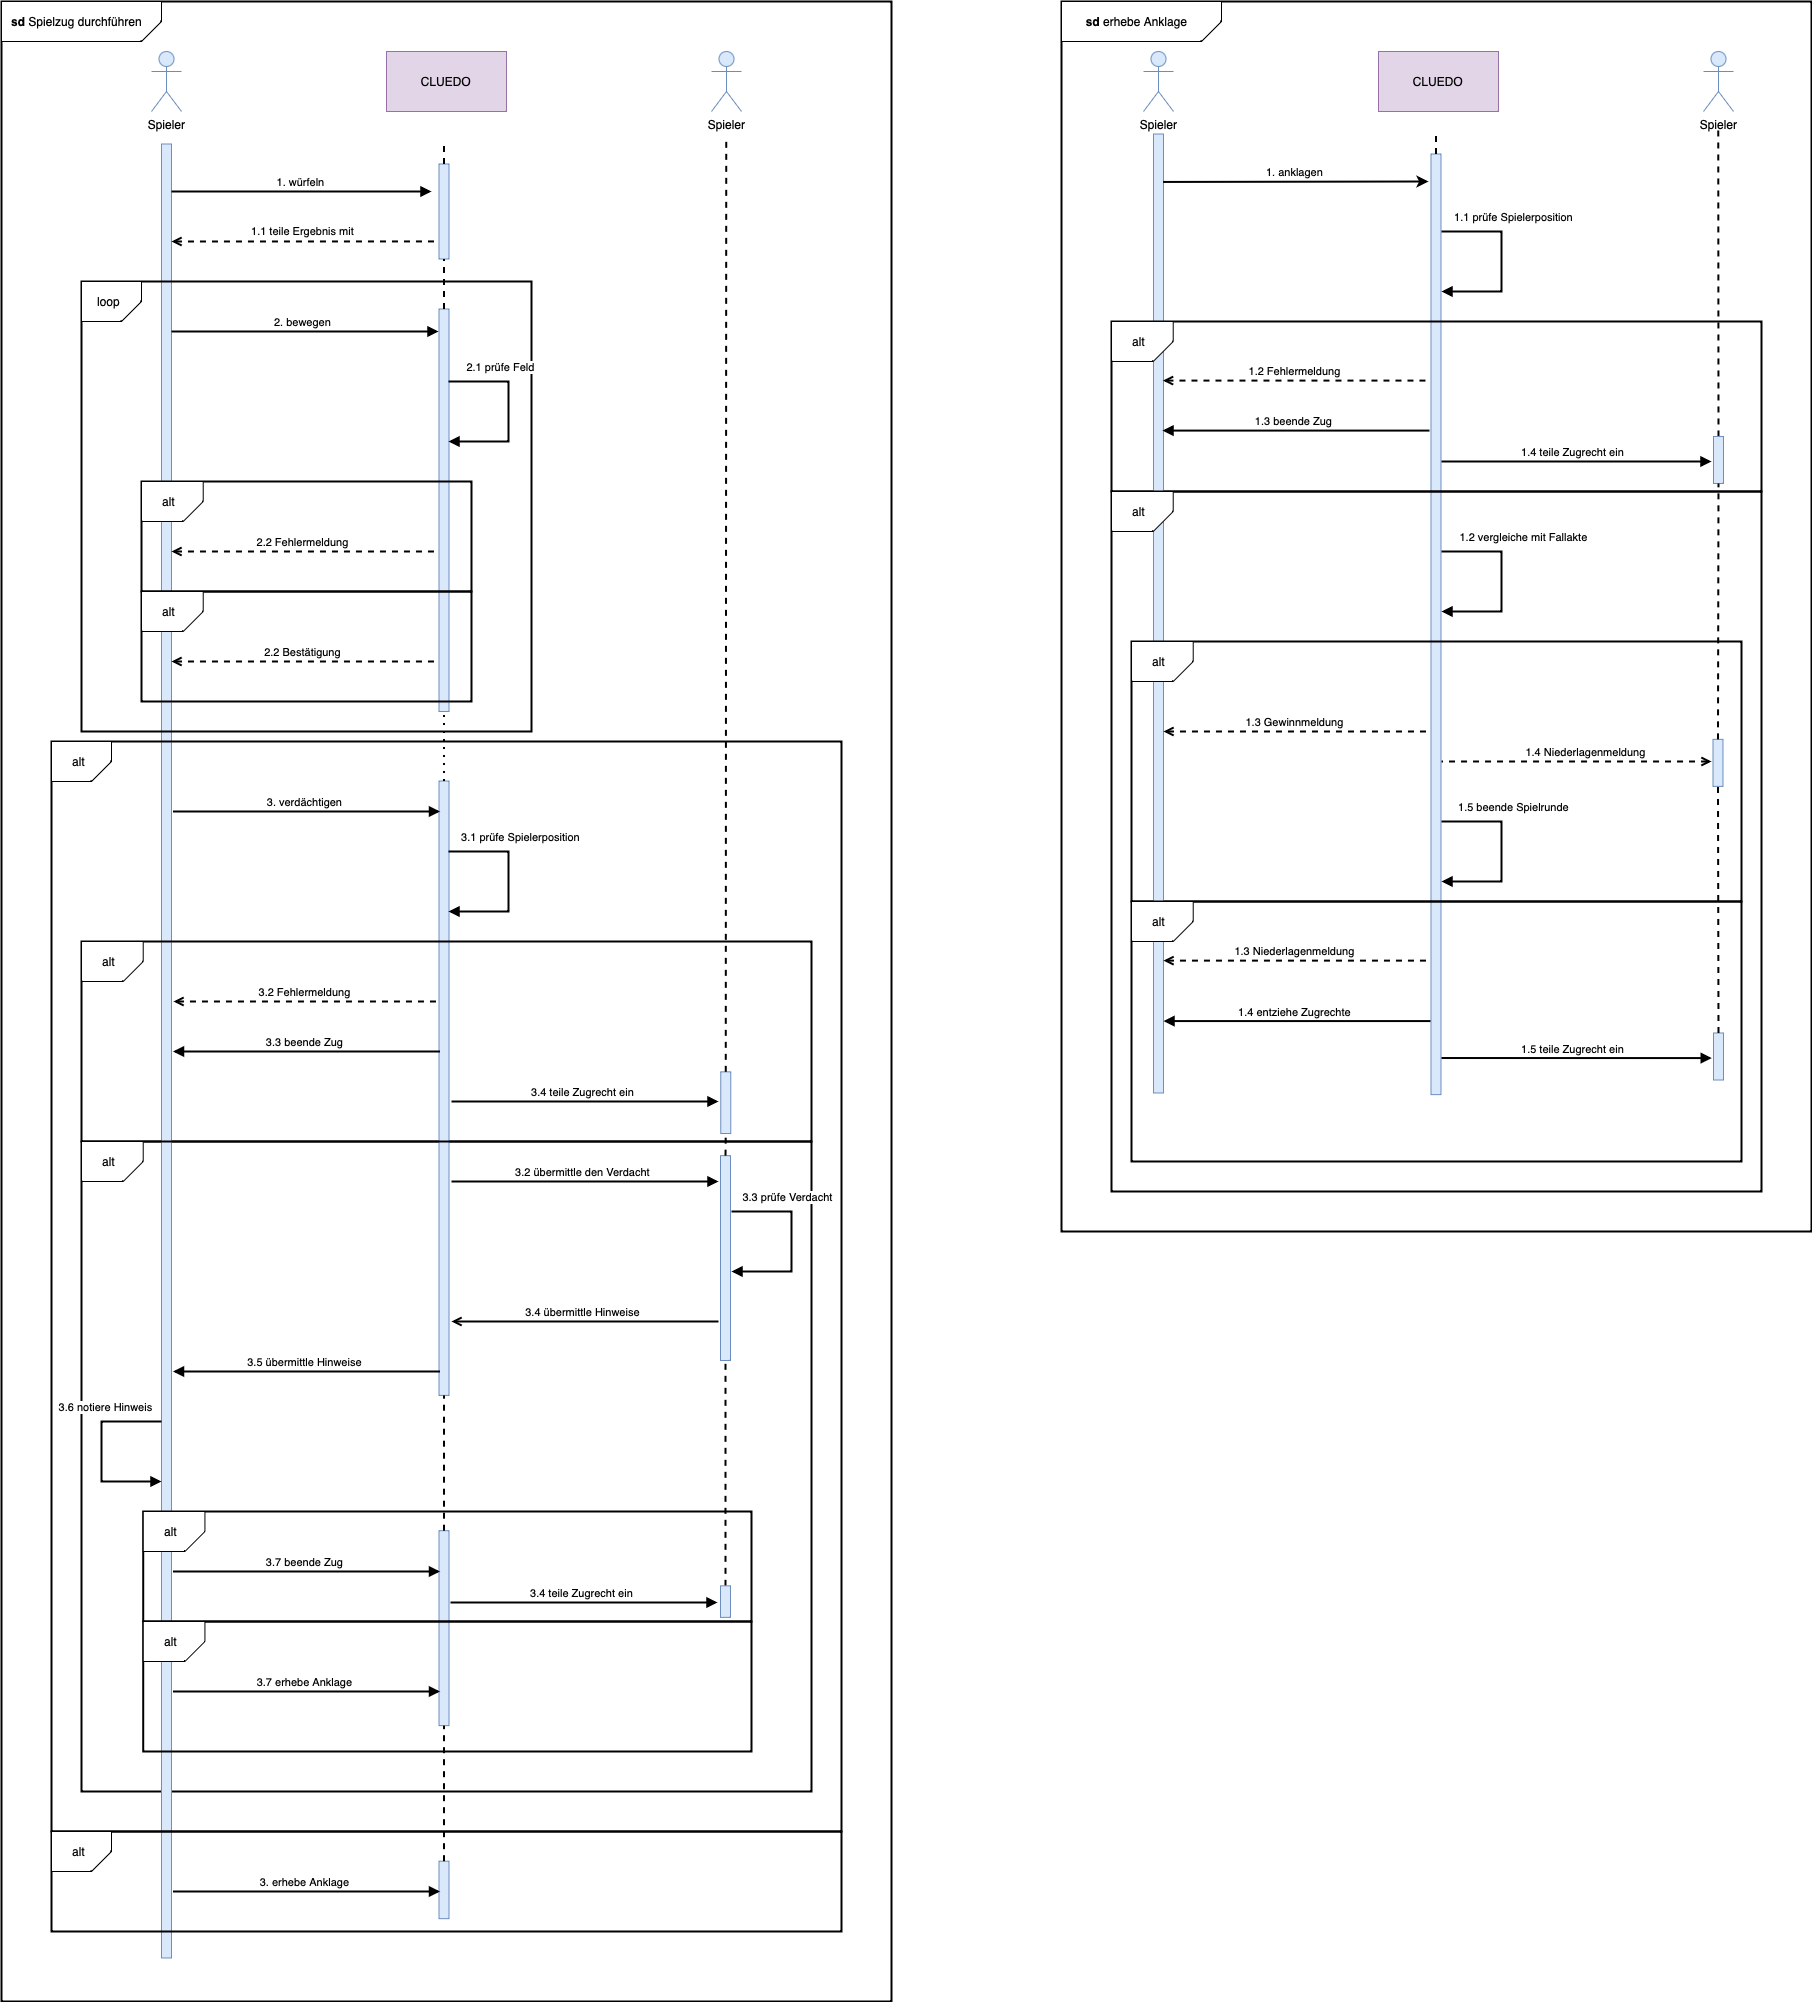 sd Spielzug durchführen
Spieler
CLUEDO
Spieler
1. würfeln
1.1 teile Ergebnis mit
loop
2. bewegen
2.1 prüfe Feld
alt
2.2 Fehlermeldung
alt
2.2 Bestätigung
alt
3. verdächtigen
3.1 prüfe Spielerposition
alt
3.2 Fehlermeldung
3.3 beende Zug
3.4 teile Zugrecht ein
alt
3.2 übermittle den Verdacht
3.3 prüfe Verdacht
3.4 übermittle Hinweise
3.5 übermittle Hinweise
3.6 notiere Hinweis
alt
3.7 beende Zug
3.4 teile Zugrecht ein
alt
3.7 erhebe Anklage
alt
3. erhebe Anklage
sd erhebe Anklage
Spieler
CLUEDO
Spieler
1. anklagen
1.1 prüfe Spielerposition
alt
1.2 Fehlermeldung
1.3 beende Zug
1.4 teile Zugrecht ein
alt
1.2 vergleiche mit Fallakte
alt
1.3 Gewinnmeldung
1.4 Niederlagenmeldung
1.5 beende Spielrunde
alt
1.3 Niederlagenmeldung
1.4 entziehe Zugrechte
1.5 teile Zugrecht ein